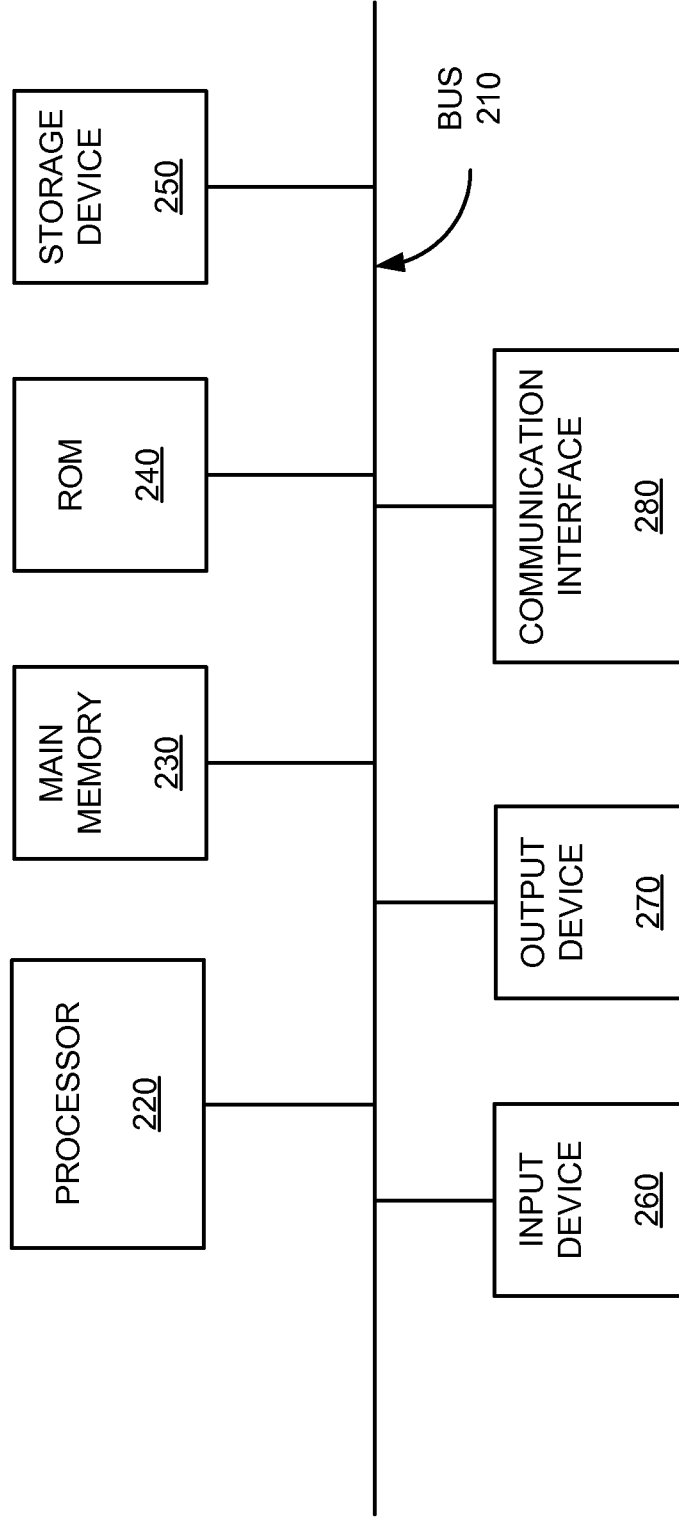 PROCESSOR
220
MAIN
MEMORY
230
ROM
240
STORAGE
DEVICE
250
BUS
210
INPUT
DEVICE
260
OUTPUT
DEVICE
270
COMMUNICATION
INTERFACE
280